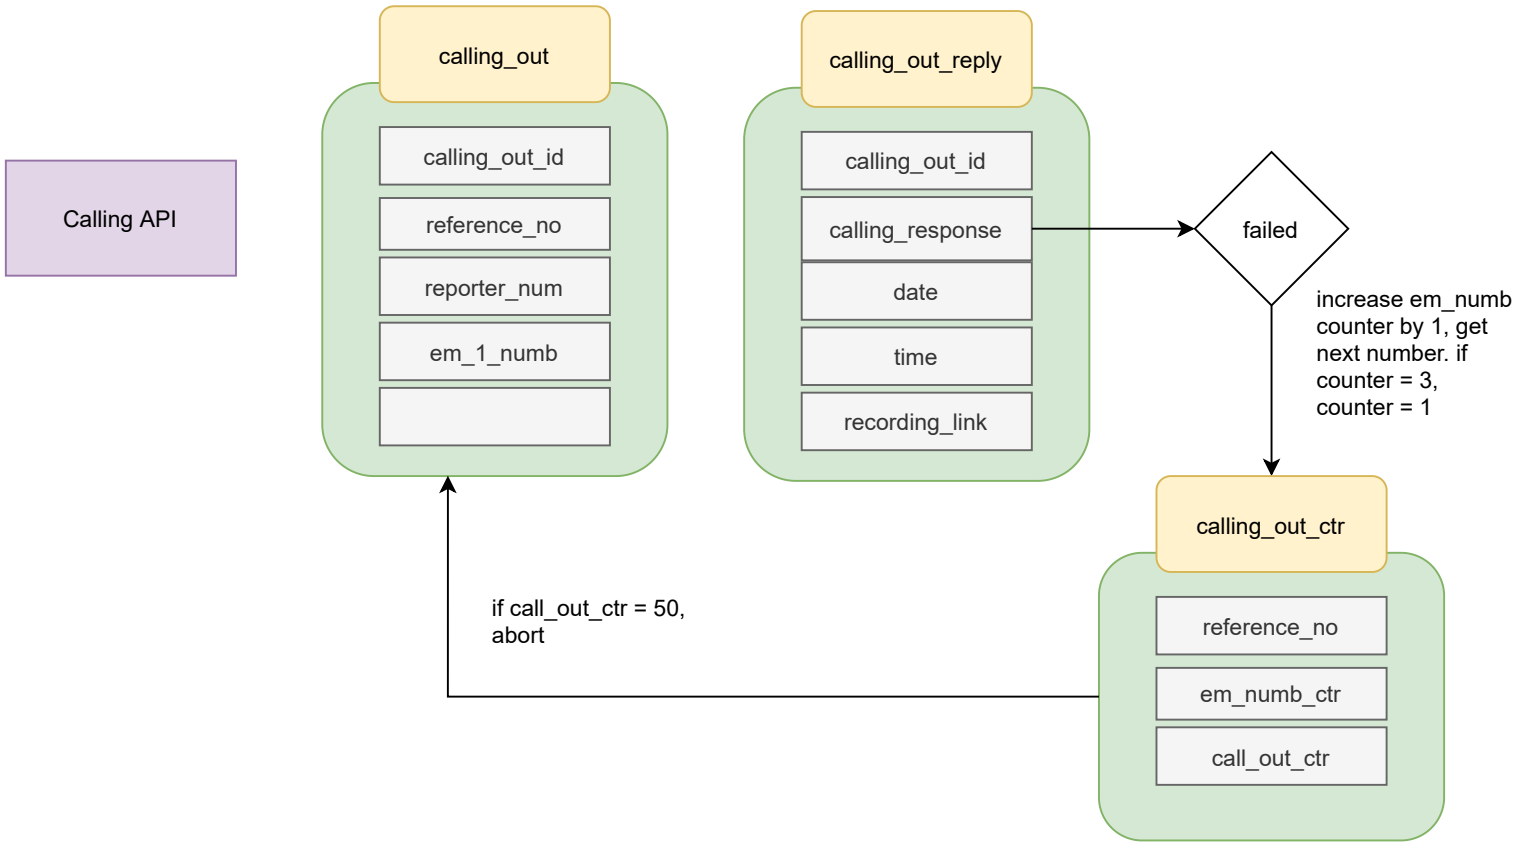 Calling API
calling_out
calling_out_id
reference_no
reporter_num
em_1_numb
calling_out_reply
calling_out_id
calling_response
date
time
recording_link
failed
increase em_numb
counter by 1, get
next number. if
counter = 3,
counter = 1
calling_out_ctr
reference_no
em_numb_ctr
call_out_ctr
if call_out_ctr = 50,
abort